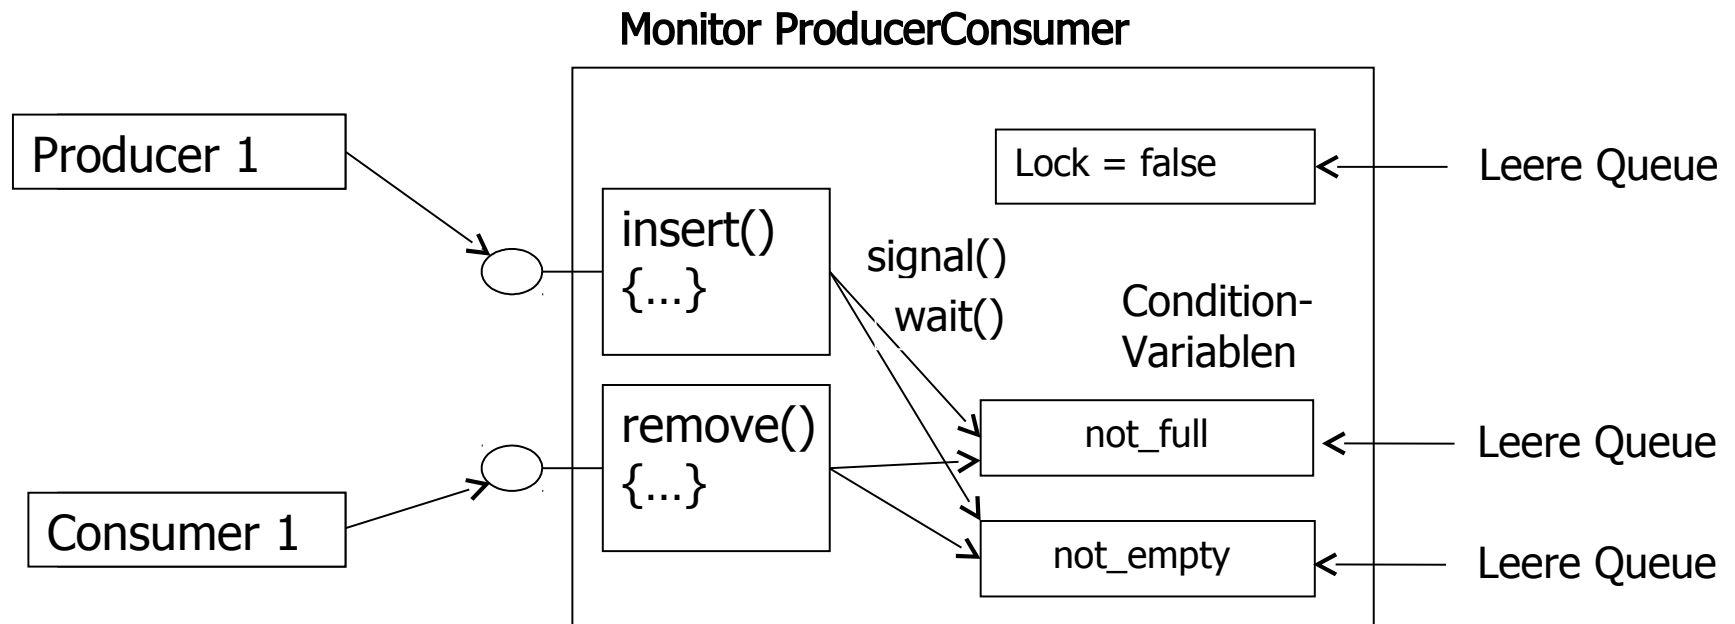 Monitor ProducerConsumer
Producer 1
Lock = false
Leere Queue
insert()
{...}
signal()
wait()
Condition-
Variablen
remove()
{...}
not_full
Leere Queue
Consumer 1
not_empty
Leere Queue